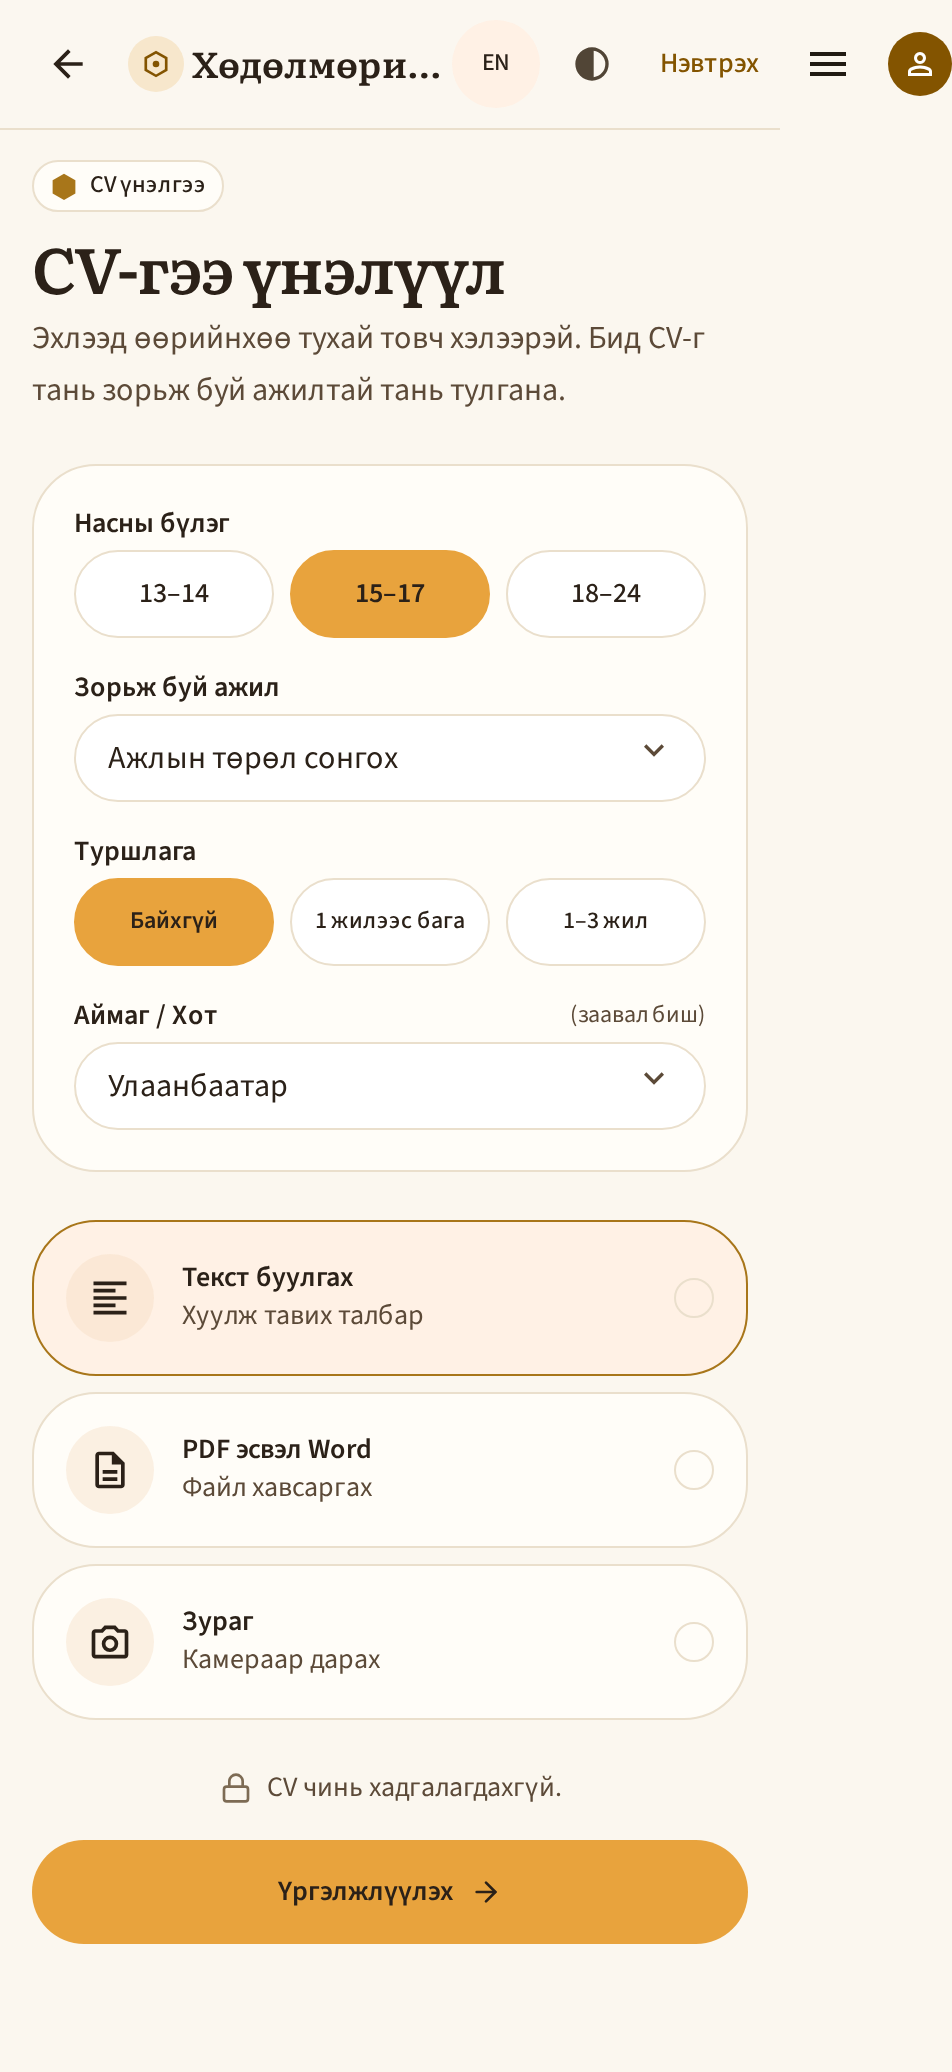 Хөдөлмөри...
EN
Нэвтрэх
CV үнэлгээ
CV-гээ үнэлүүл
Эхлээд өөрийнхөө тухай товч хэлээрэй. Бид CV-г
тань зорьж буй ажилтай тань тулгана.
Насны бүлэг
13–14
15–17
18–24
Зорьж буй ажил
Ажлын төрөл сонгох
Туршлага
Байхгүй
1 жилээс бага
1–3 жил
Аймаг / Хот
(заавал биш)
Улаанбаатар
Текст буулгах
Хуулж тавих талбар
PDF эсвэл Word
Файл хавсаргах
Зураг
Камераар дарах
CV чинь хадгалагдахгүй.
Үргэлжлүүлэх